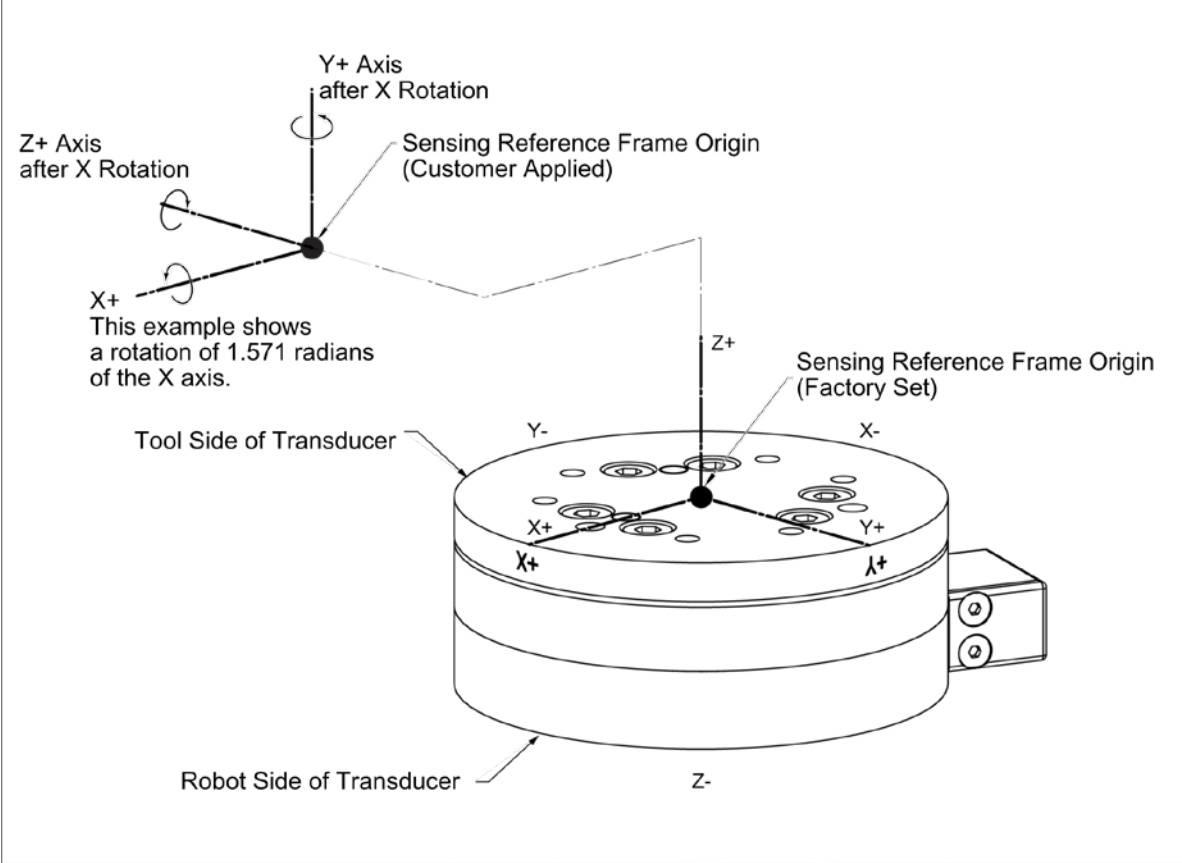 Y+ Axis
after X Rotation
Z+ Axis
after X Rotation
Sensing Reference Frame Origin
(Customer Applied)
X+
This example shows
a rotation of 1.571 radians
of the X axis.
Z+
Sensing Reference Frame Origin
(Factory Set)
Tool Side of Transducer
Y-
X-
X+
Y+
X+
Y+
Robot Side of Transducer
Z-